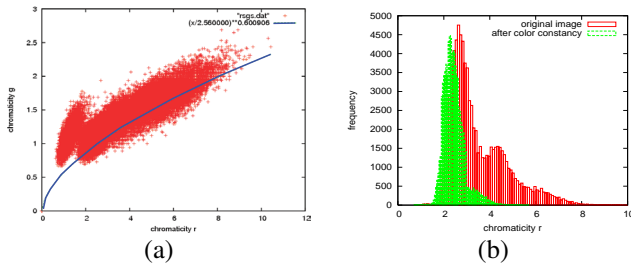 "rsgs.dat"
(x/2.560000)**0.600906
chromaticity g
3
2.5
2
1.5
1
0.5
0
0 2 4 6 8 10 12
chromaticity r
(a)
original image
after color constancy
frequency
5000
4500
4000
3500
3000
2500
2000
1500
1000
500
0
0 2 4 6 8 10
chromaticity r
(b)